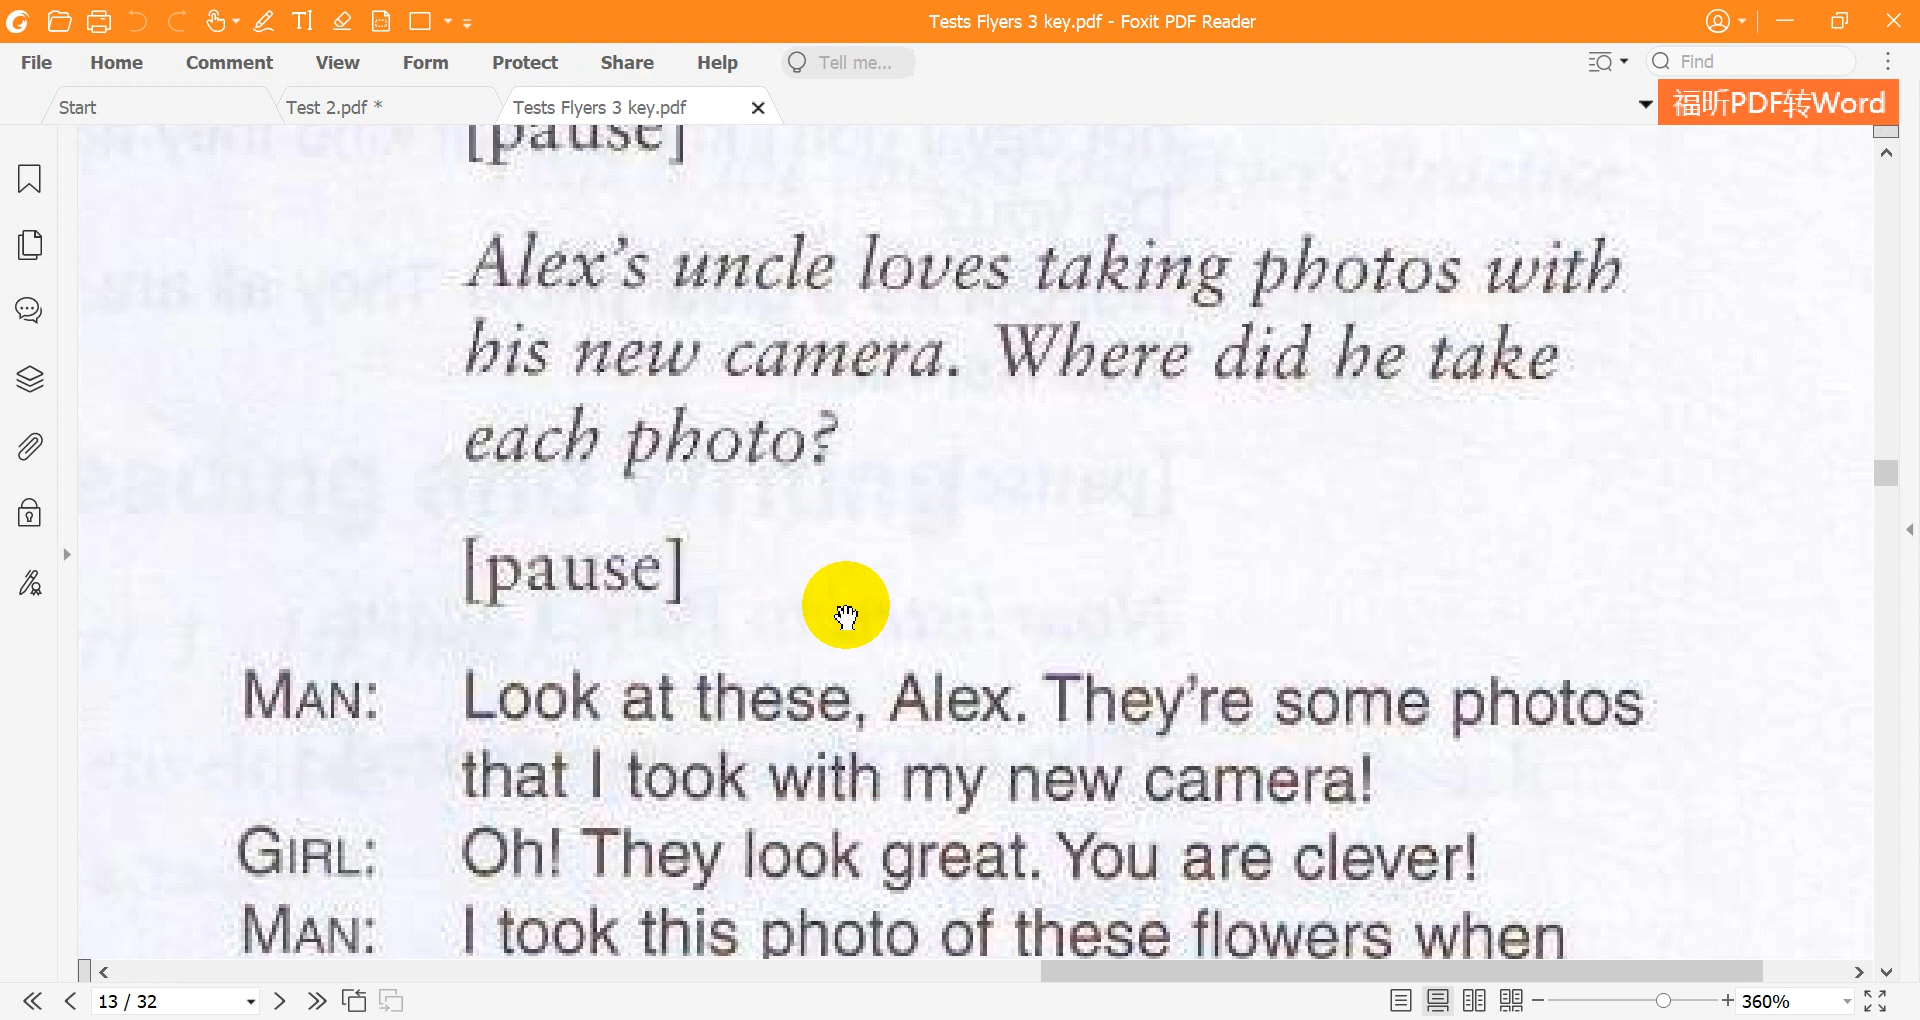 Tests Flyers 3 key.pdf - Foxit PDF Reader
File Home Comment View Form Protect Share Help Tell me... Find
Start Test 2.pdf * Tests Flyers 3 key.pdf 福昕PDF转Word
[pause]
Alex's uncle loves taking photos with
his new camera. Where did he take
each photo?
[pause]
MAN: Look at these, Alex. They're some photos
that I took with my new camera!
GIRL: Oh! They look great. You are clever!
MAN: I took this photo of these flowers when
13 / 32 360%